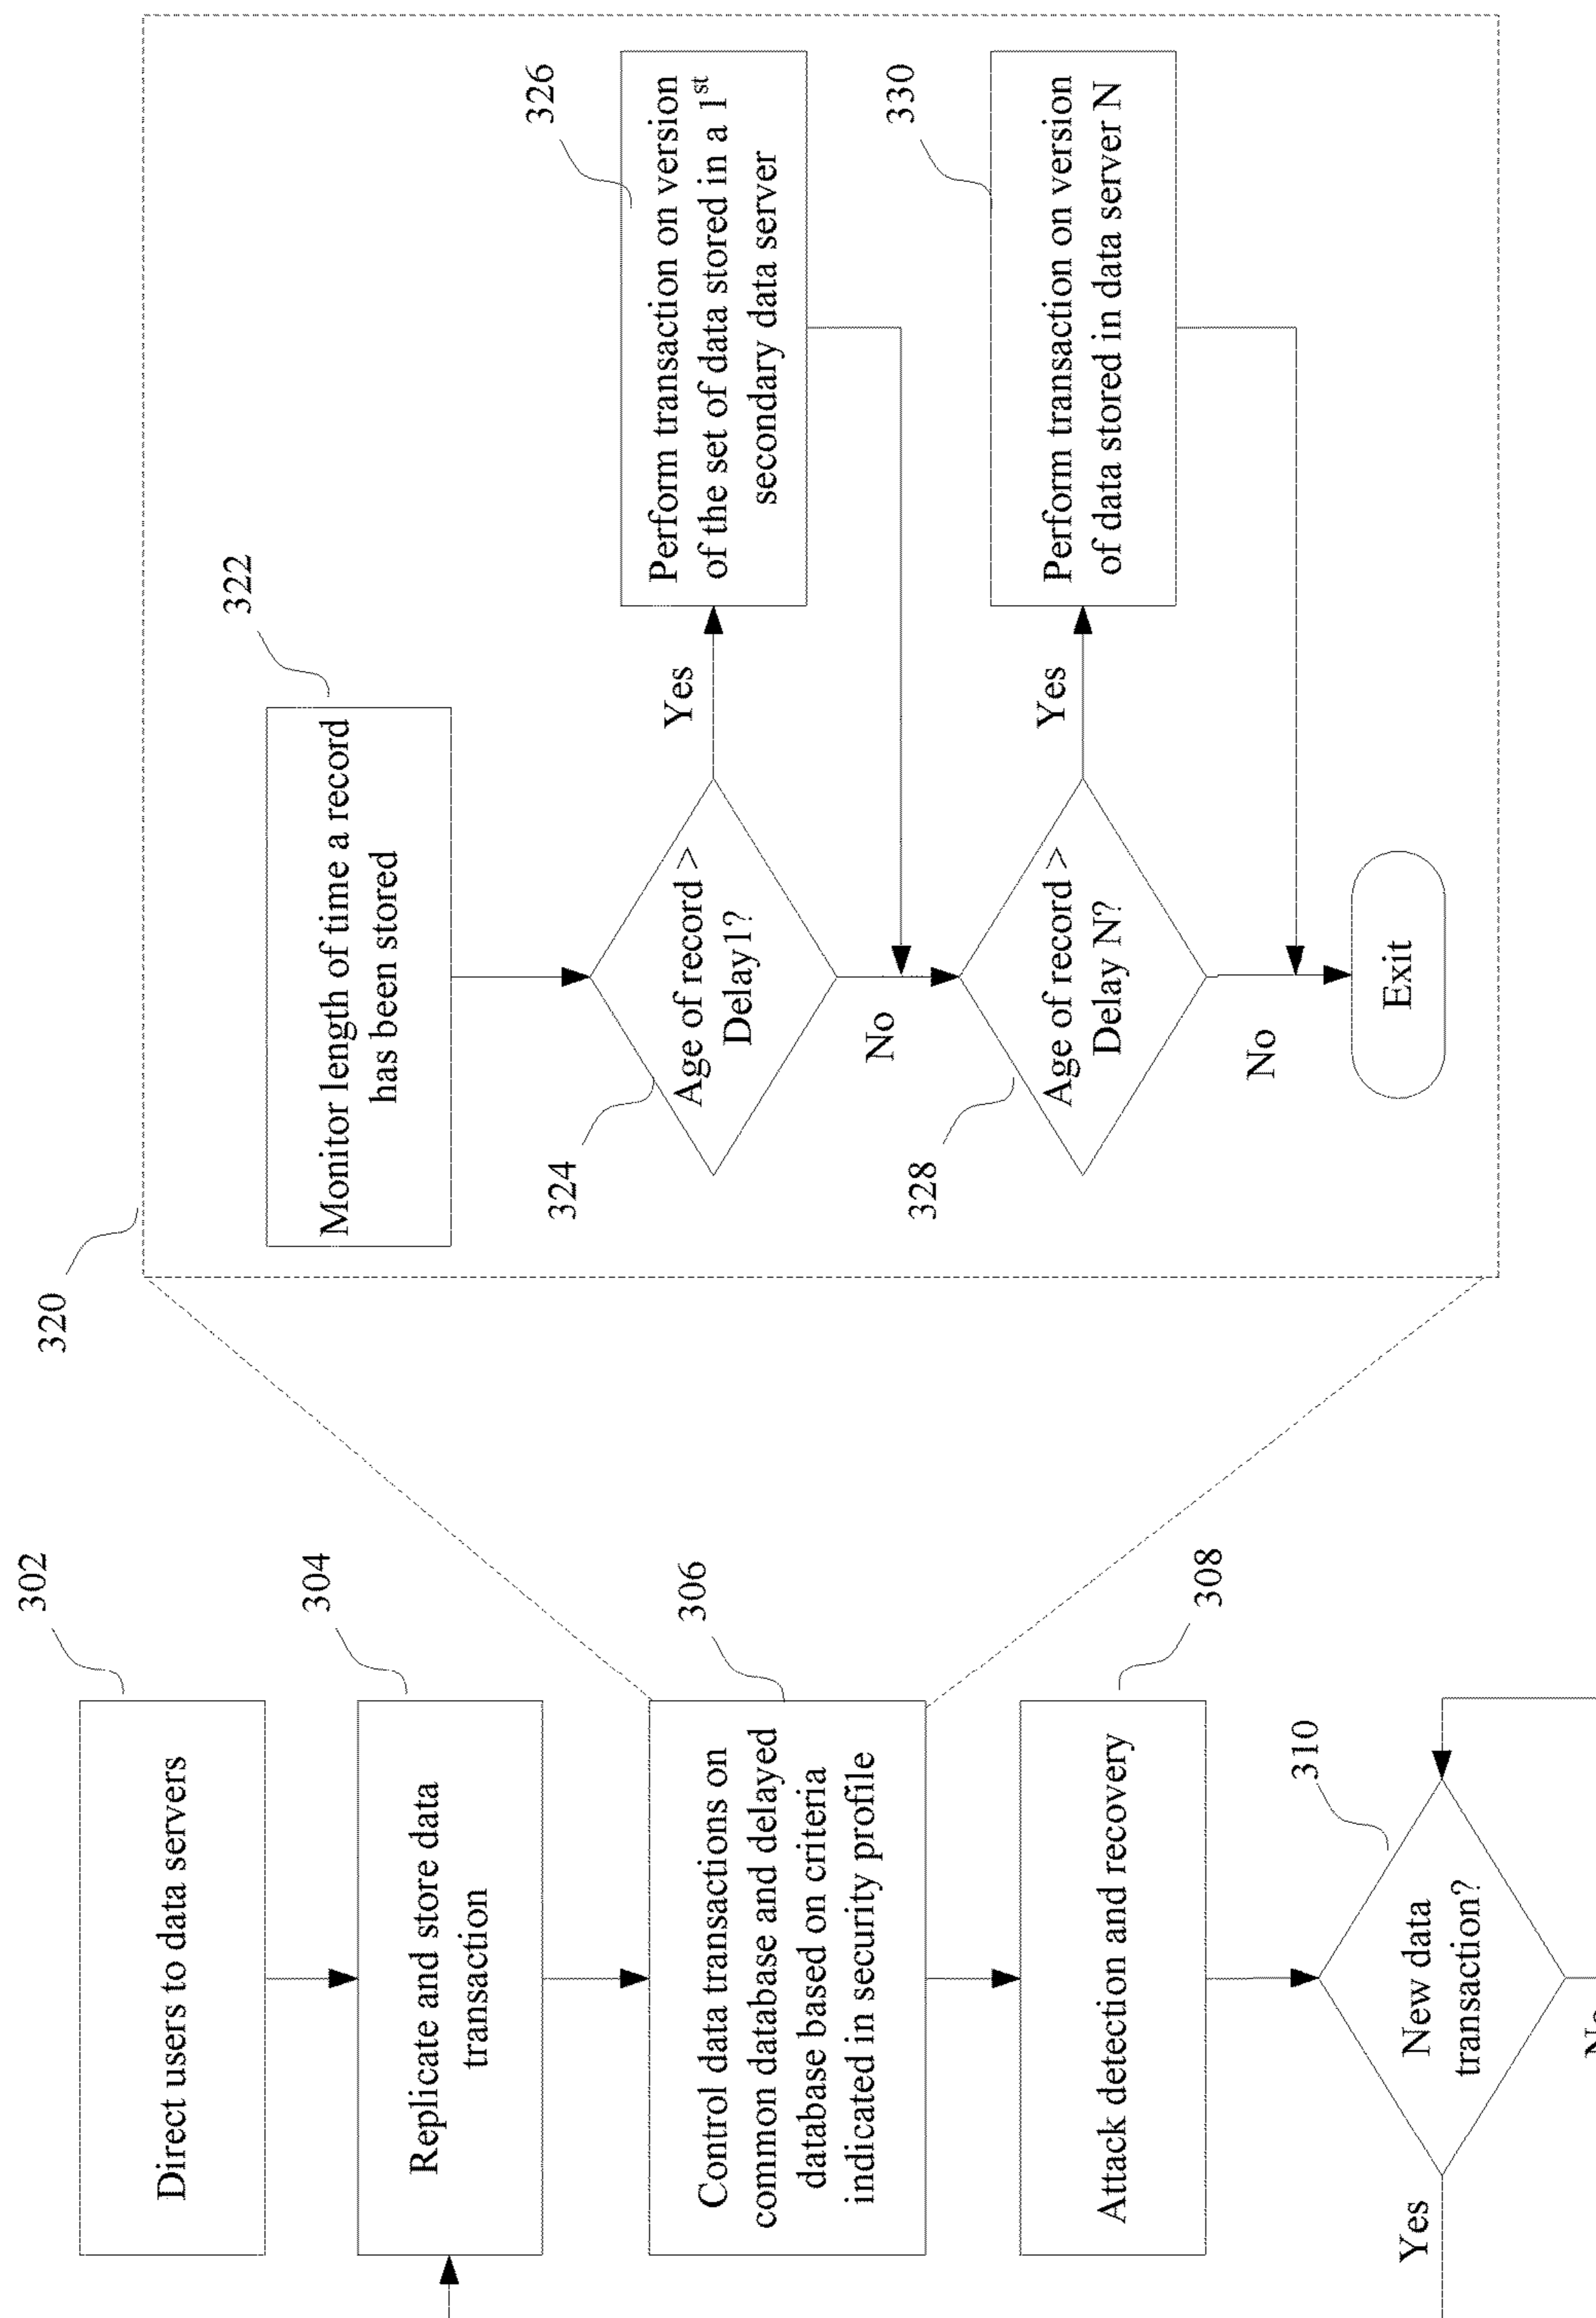 302
Direct users to data servers
304
Replicate and store data
transaction
306
Control data transactions on
common database and delayed
database based on criteria
indicated in security profile
308
Attack detection and recovery
310
New data
transaction?
Yes
No
320
322
Monitor length of time a record
has been stored
324
Age of record >
Delay1?
Yes
No
326
Perform transaction on version
of the set of data stored in a 1st
secondary data server
328
Age of record >
Delay N?
Yes
No
330
Perform transaction on version
of data stored in data server N
Exit